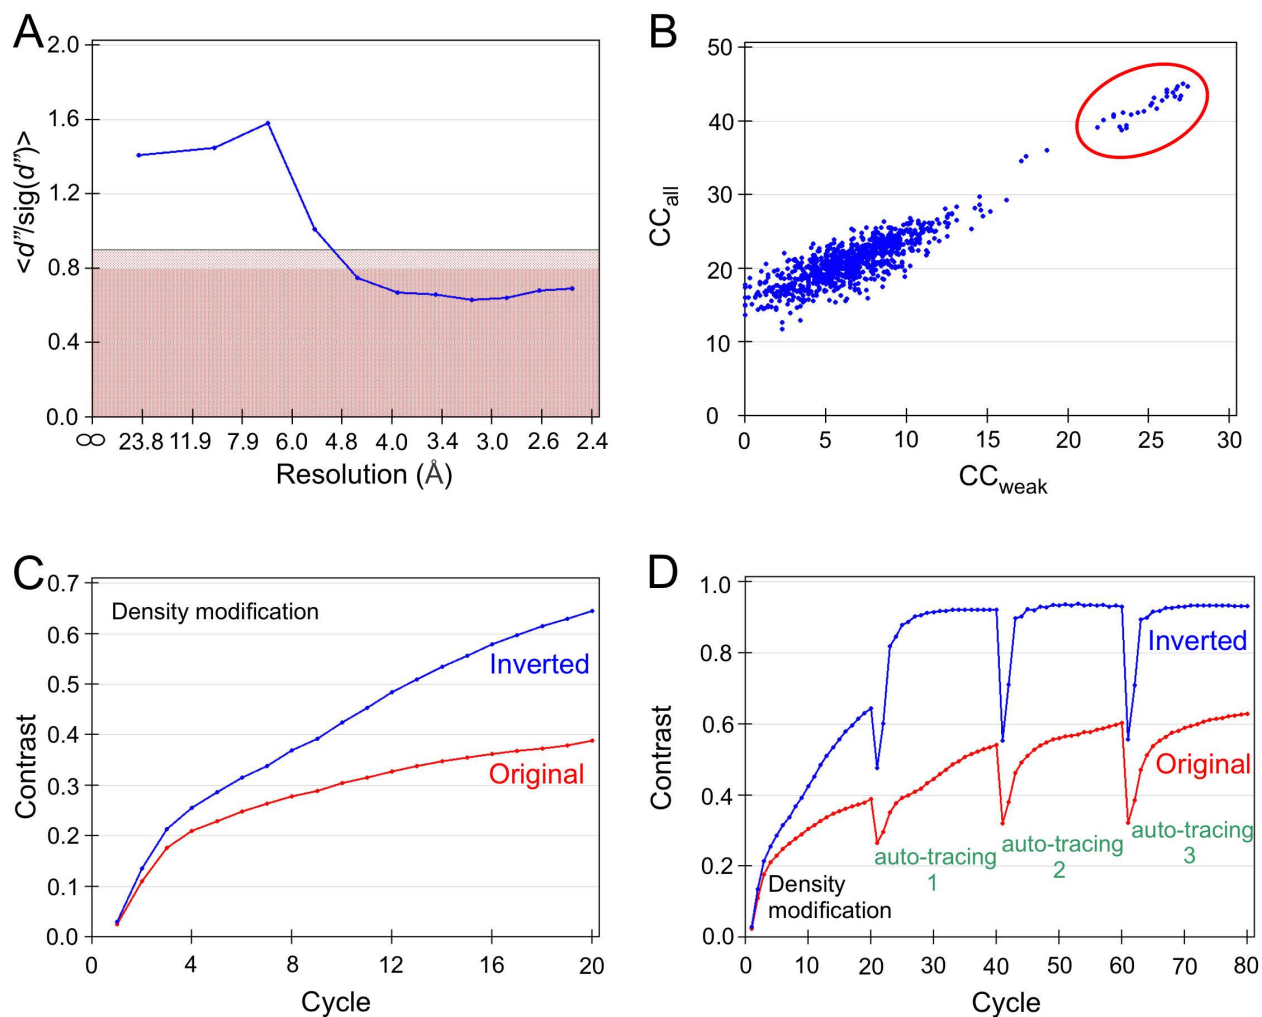 A
2.0
1.6
1.2
0.8
0.4
0.0
<d”/sig(d”)>
∞ 23.8 11.9 7.9 6.0 4.8 4.0 3.4 3.0 2.6 2.4
Resolution (Å)
B
50
40
30
20
10
0
CCall
0 5 10 15 20 25 30
CCweak
C
0.7
0.6
0.5
0.4
0.3
0.2
0.1
0.0
Contrast
Density modification
Inverted
Original
0 4 8 12 16 20
Cycle
D
1.0
0.8
0.6
0.4
0.2
0.0
Contrast
Inverted
Original
auto-tracing
1
auto-tracing
2
auto-tracing
3
Density
modification
0 10 20 30 40 50 60 70 80
Cycle